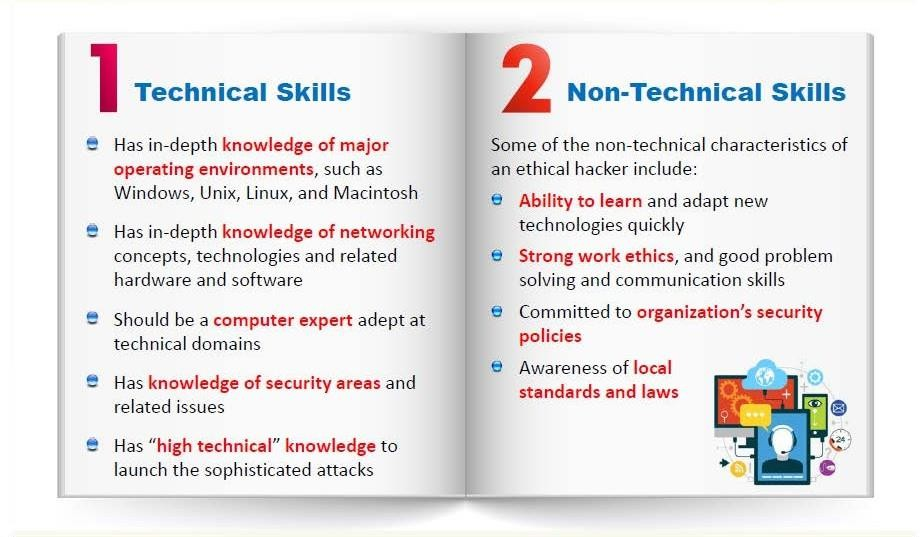 1 Technical Skills
Has in-depth knowledge of major
operating environments, such as
Windows, Unix, Linux, and Macintosh
Has in-depth knowledge of networking
concepts, technologies and related
hardware and software
Should be a computer expert adept at
technical domains
Has knowledge of security areas and
related issues
Has “high technical” knowledge to
launch the sophisticated attacks
2 Non-Technical Skills
Some of the non-technical characteristics of
an ethical hacker include:
Ability to learn and adapt new
technologies quickly
Strong work ethics, and good problem
solving and communication skills
Committed to organization’s security
policies
Awareness of local
standards and laws
24